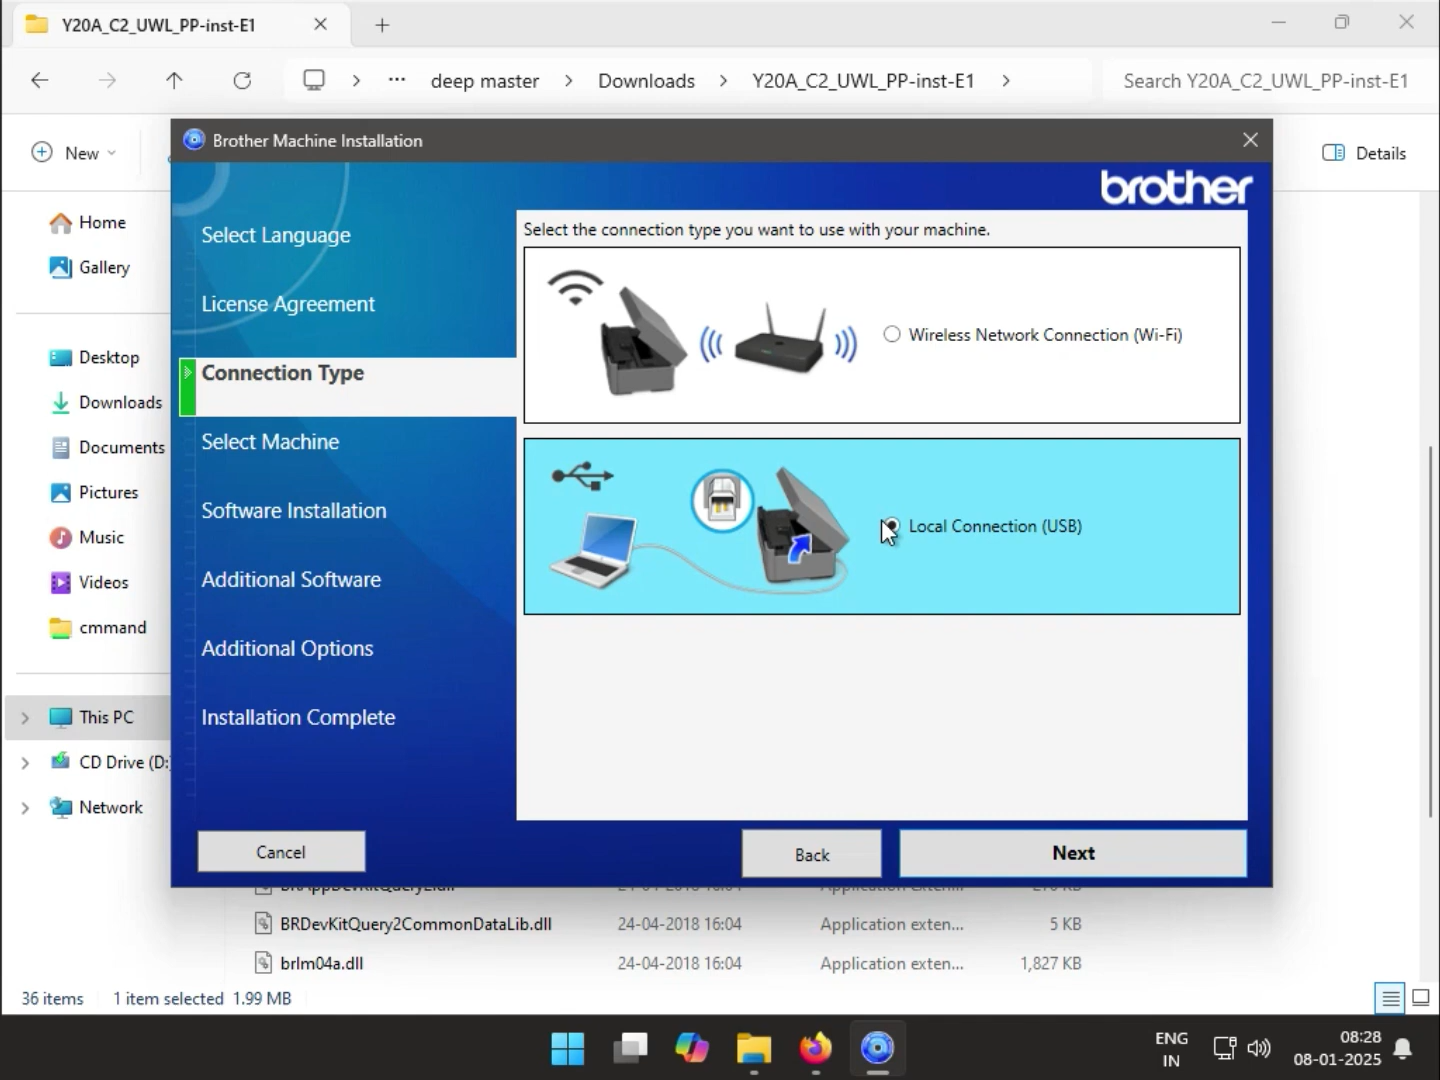 Y20A_C2_UWL_PP-inst-E1
deep master
Downloads
Y20A_C2_UWL_PP-inst-E1
Search Y20A_C2_UWL_PP-inst-E1
New
Details
Brother Machine Installation
brother
Home
Gallery
Desktop
Downloads
Documents
Pictures
Music
Videos
cmmand
This PC
CD Drive (D:)
Network
Select Language
License Agreement
Connection Type
Select Machine
Software Installation
Additional Software
Additional Options
Installation Complete
Select the connection type you want to use with your machine.
Wireless Network Connection (Wi-Fi)
Local Connection (USB)
Cancel
Back
Next
BRDevKitQuery2CommonDataLib.dll 24-04-2018 16:04 Application exten... 5 KB
brlm04a.dll 24-04-2018 16:04 Application exten... 1,827 KB
36 items 1 item selected 1.99 MB
ENG
IN
08:28
08-01-2025